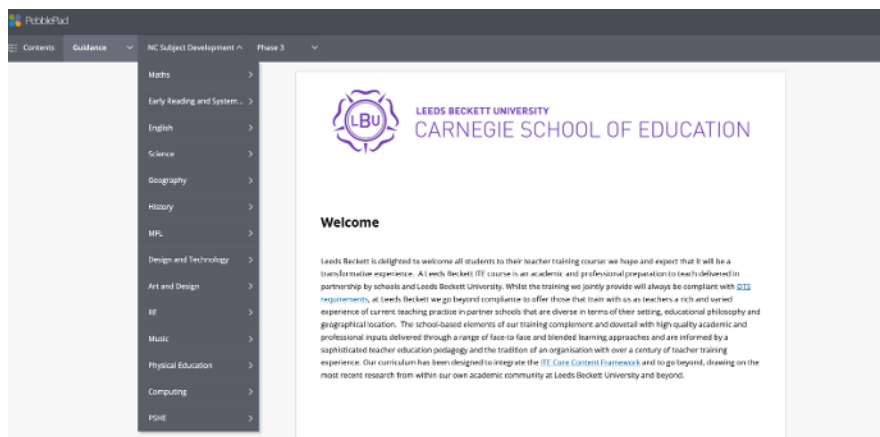 PebblePad
Contents Guidance NC Subject Development Phase 3
Maths
Early Reading and System...
English
Science
Geography
History
MFL
Design and Technology
Art and Design
RE
Music
Physical Education
Computing
PSHE
LBU
LEEDS BECKETT UNIVERSITY
CARNEGIE SCHOOL OF EDUCATION
Welcome
Leeds Beckett is delighted to welcome all students to their teacher training course: we hope and expect that it will be a
transformative experience. A Leeds Beckett ITE course is an academic and professional preparation to teach delivered in
partnership by schools and Leeds Beckett University. Whilst the training we jointly provide will always be compliant with QTS
requirements, at Leeds Beckett we go beyond compliance to offer those that train with us as teachers a rich and varied
experience of current teaching practice in partner schools that are diverse in terms of their setting, educational philosophy and
geographical location. The school-based elements of our training complement and dovetail with high quality academic and
professional inputs delivered through a range of face to face and blended learning approaches and are informed by a
sophisticated teacher education pedagogy and the tradition of an organisation with over a century of teacher training
experience. Our curriculum has been designed to integrate the ITE Core Content Framework and to go beyond, drawing on the
most recent research from within our own academic community at Leeds Beckett University and beyond.